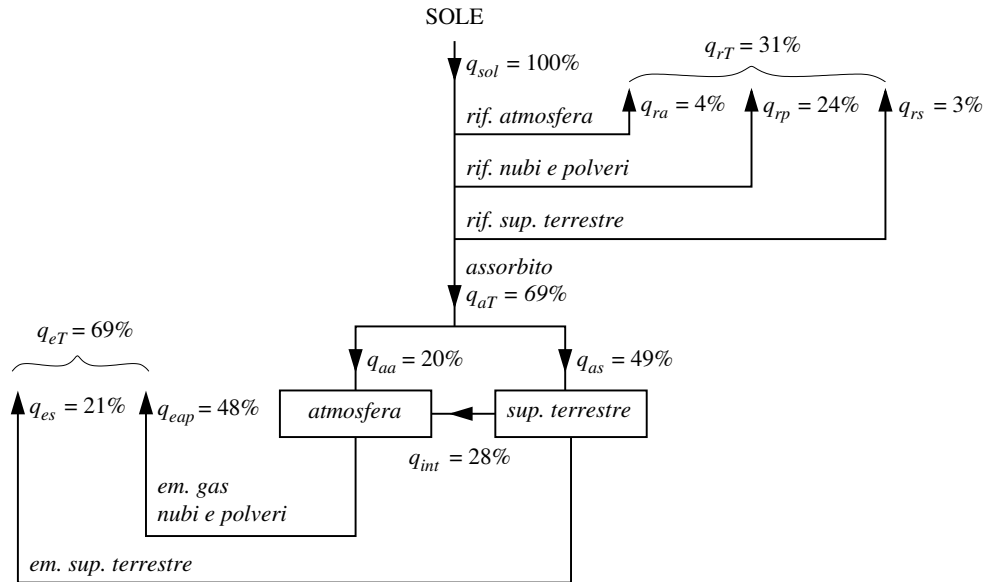 SOLE
q_rT = 31%
q_sol = 100%
q_ra = 4%
q_rp = 24%
q_rs = 3%
rif. atmosfera
rif. nubi e polveri
rif. sup. terrestre
assorbito
q_aT = 69%
q_eT = 69%
q_aa = 20%
q_as = 49%
q_es = 21%
q_eap = 48%
atmosfera
sup. terrestre
q_int = 28%
em. gas
nubi e polveri
em. sup. terrestre